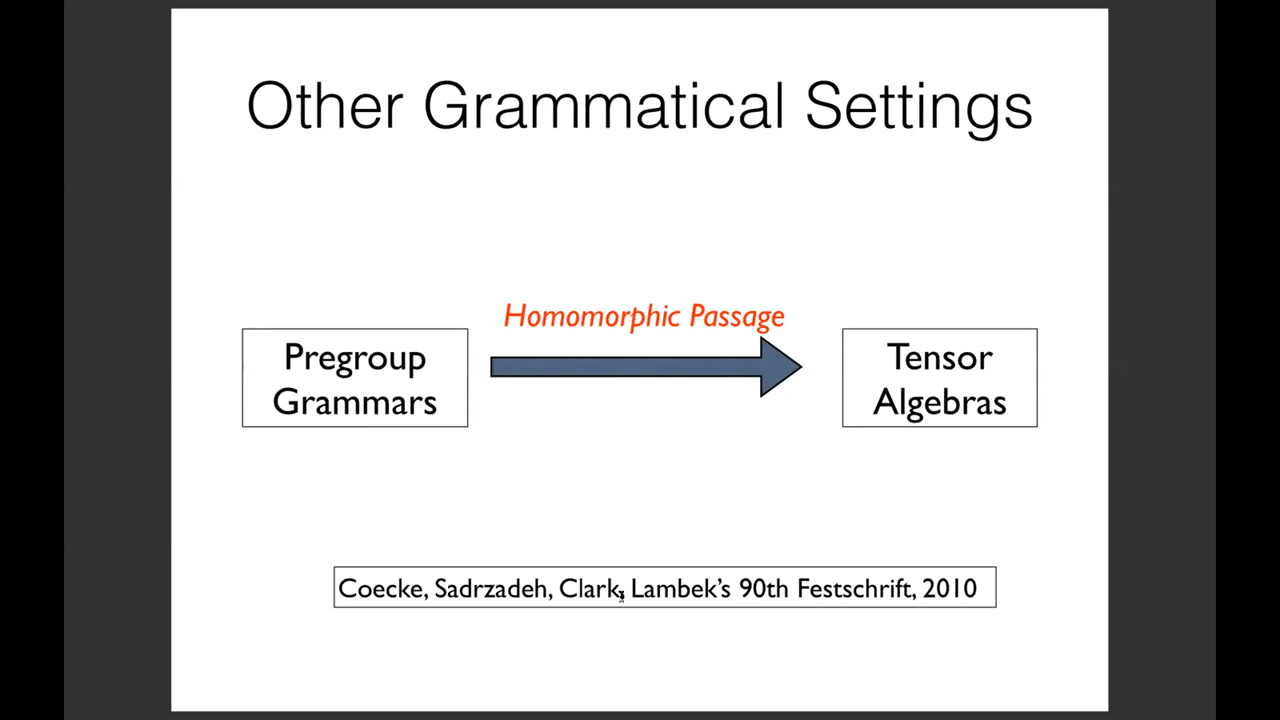 Other Grammatical Settings
Homomorphic Passage
Pregroup
Grammars
Tensor
Algebras
Coecke, Sadrzadeh, Clark, Lambek's 90th Festschrift, 2010